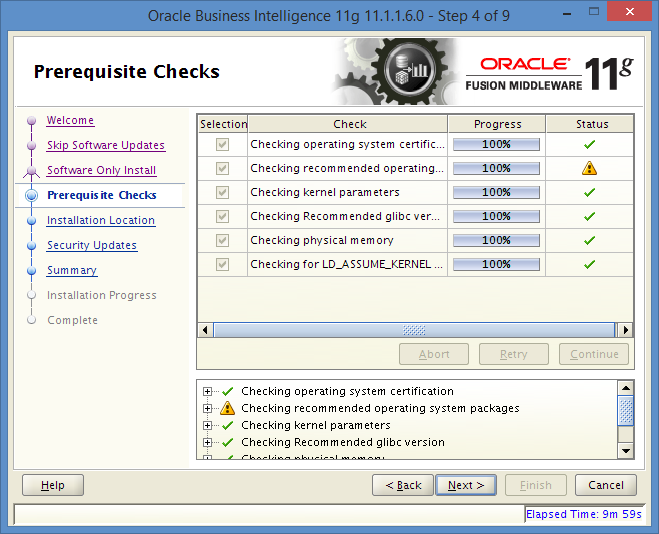 Oracle Business Intelligence 11g 11.1.1.6.0 - Step 4 of 9
Prerequisite Checks
ORACLE
FUSION MIDDLEWARE
11g
Welcome
Skip Software Updates
Software Only Install
Prerequisite Checks
Installation Location
Security Updates
Summary
Installation Progress
Complete
Selection Check Progress Status
Checking operating system certific... 100%
Checking recommended operating... 100%
Checking kernel parameters 100%
Checking Recommended glibc ver... 100%
Checking physical memory 100%
Checking for LD_ASSUME_KERNEL ... 100%
Abort Retry Continue
Checking operating system certification
Checking recommended operating system packages
Checking kernel parameters
Checking Recommended glibc version
Checking physical memory
Help < Back Next > Finish Cancel
Elapsed Time: 9m 59s